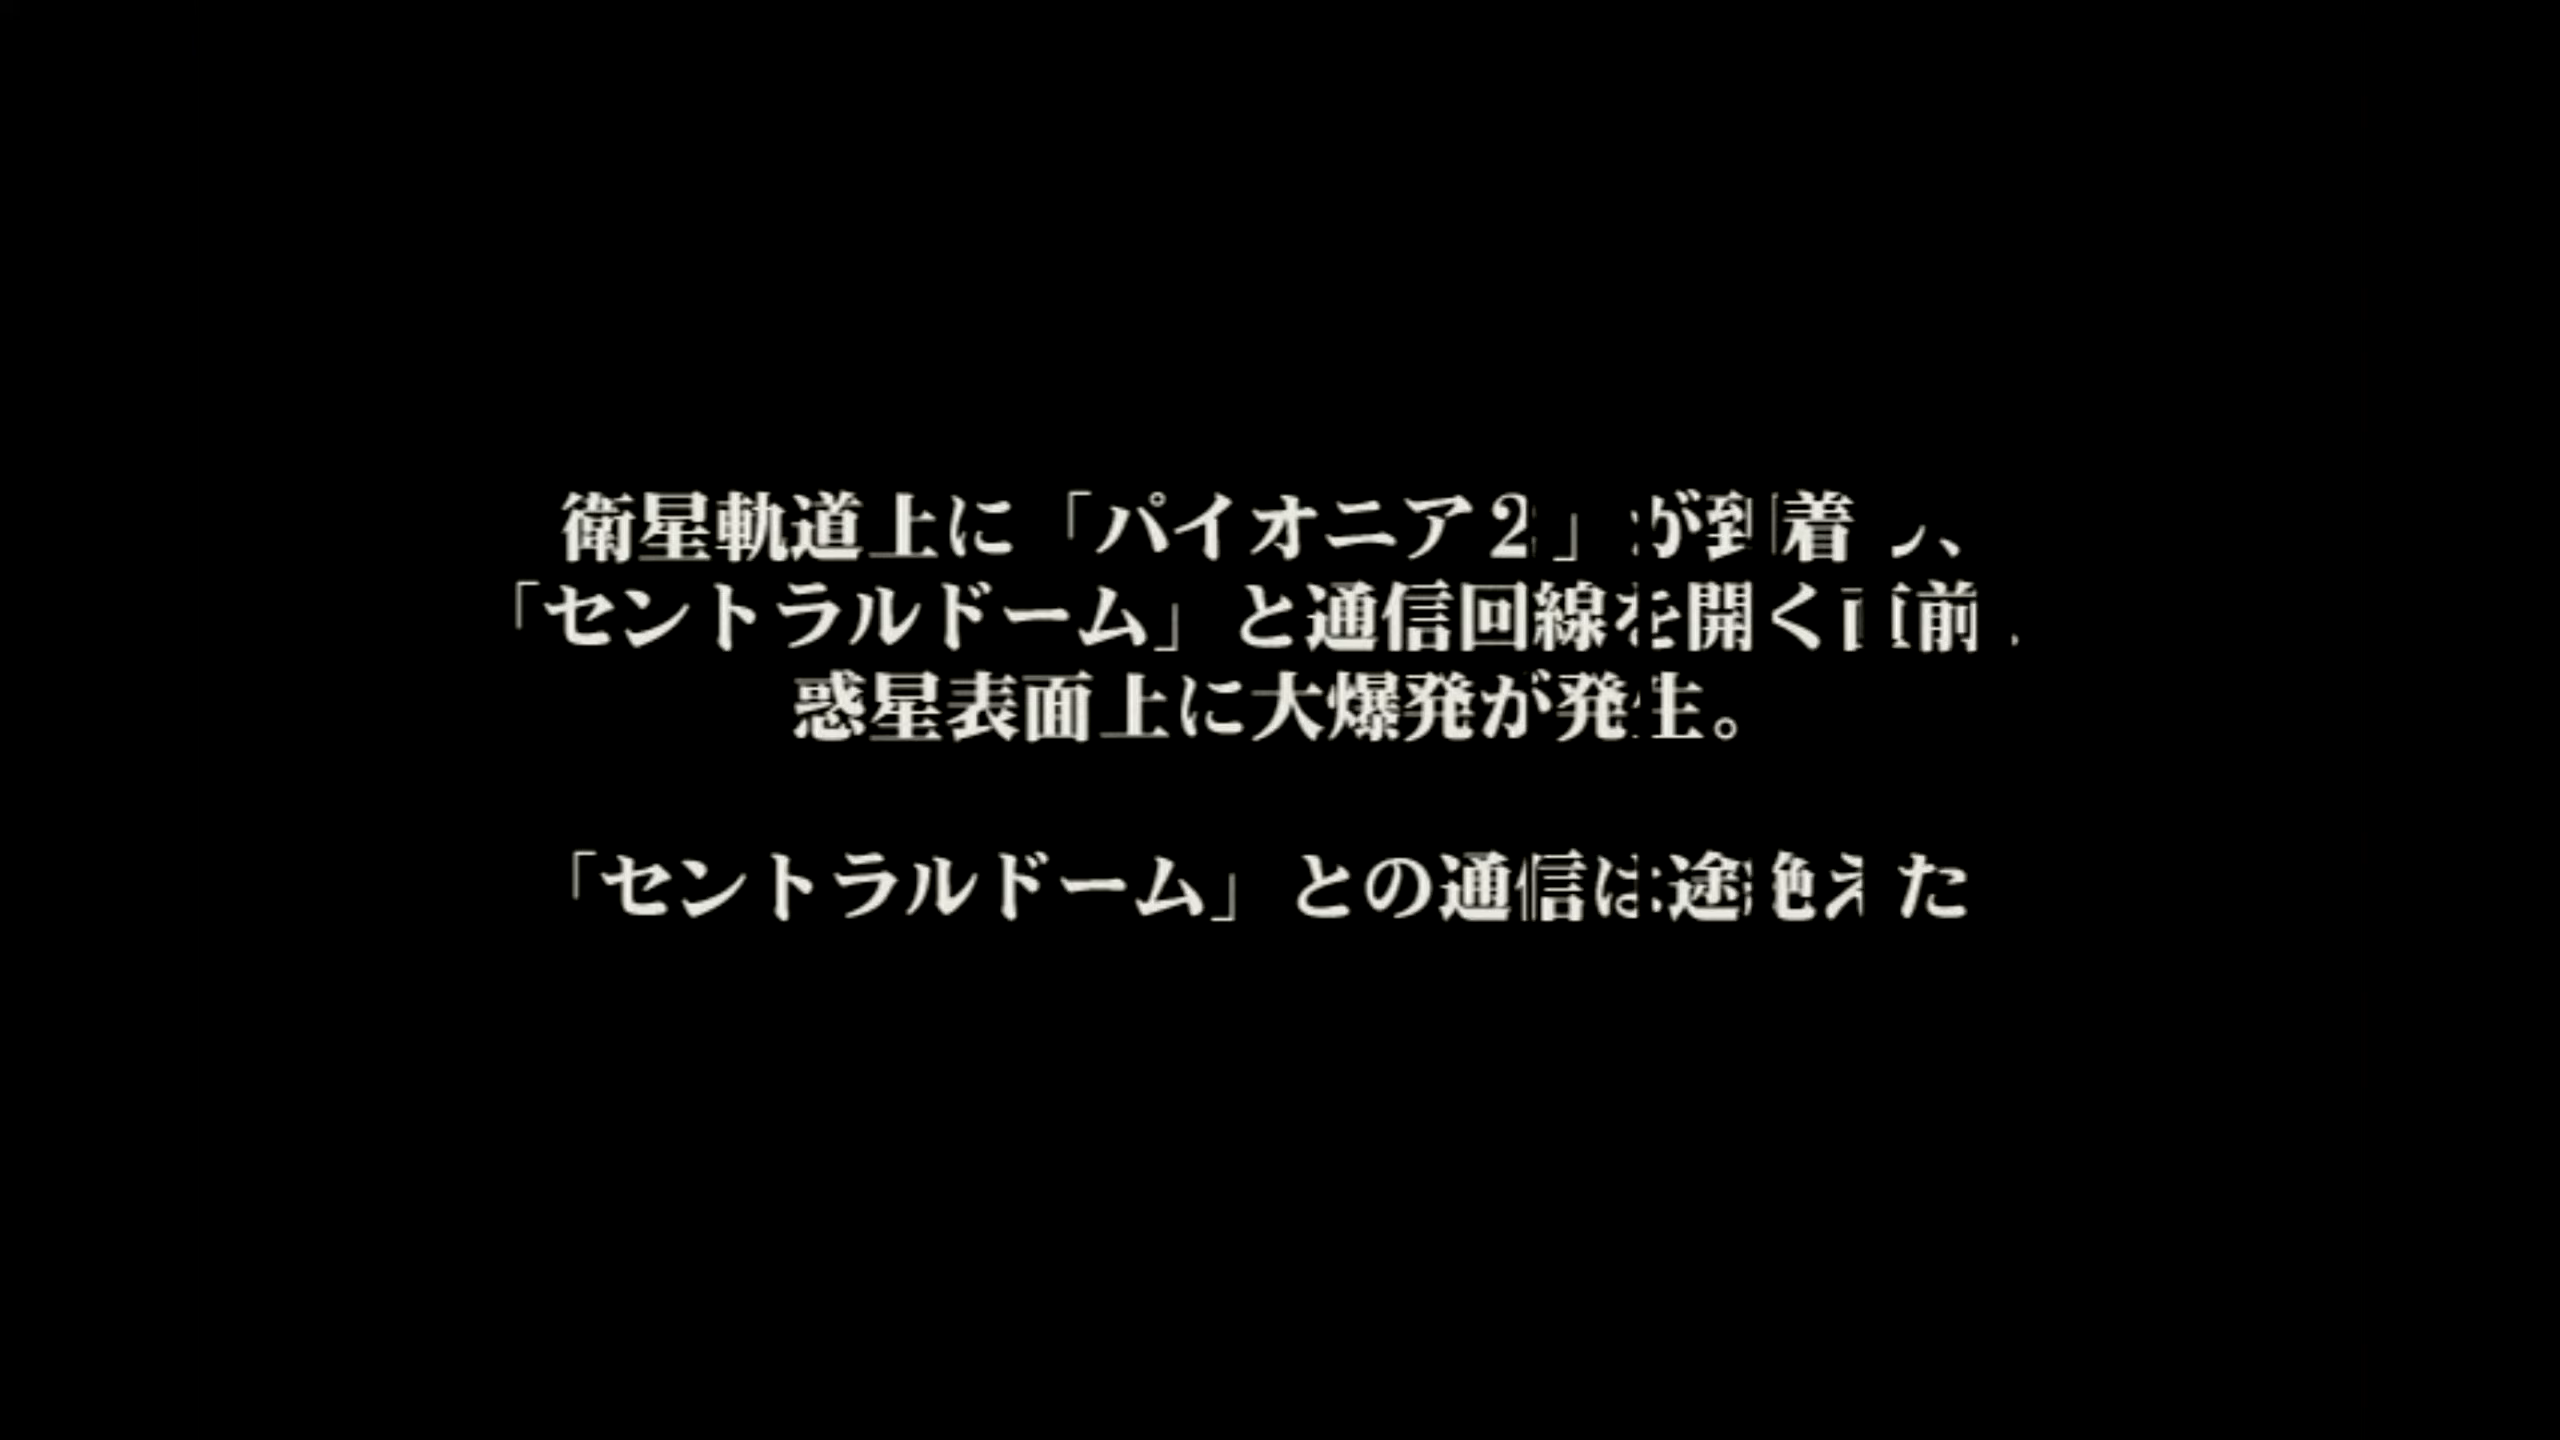 衛星軌道上に「パイオニア２」が到着し、
「セントラルドーム」と通信回線を開く直前、
惑星表面上に大爆発が発生。
「セントラルドーム」との通信は途絶えた